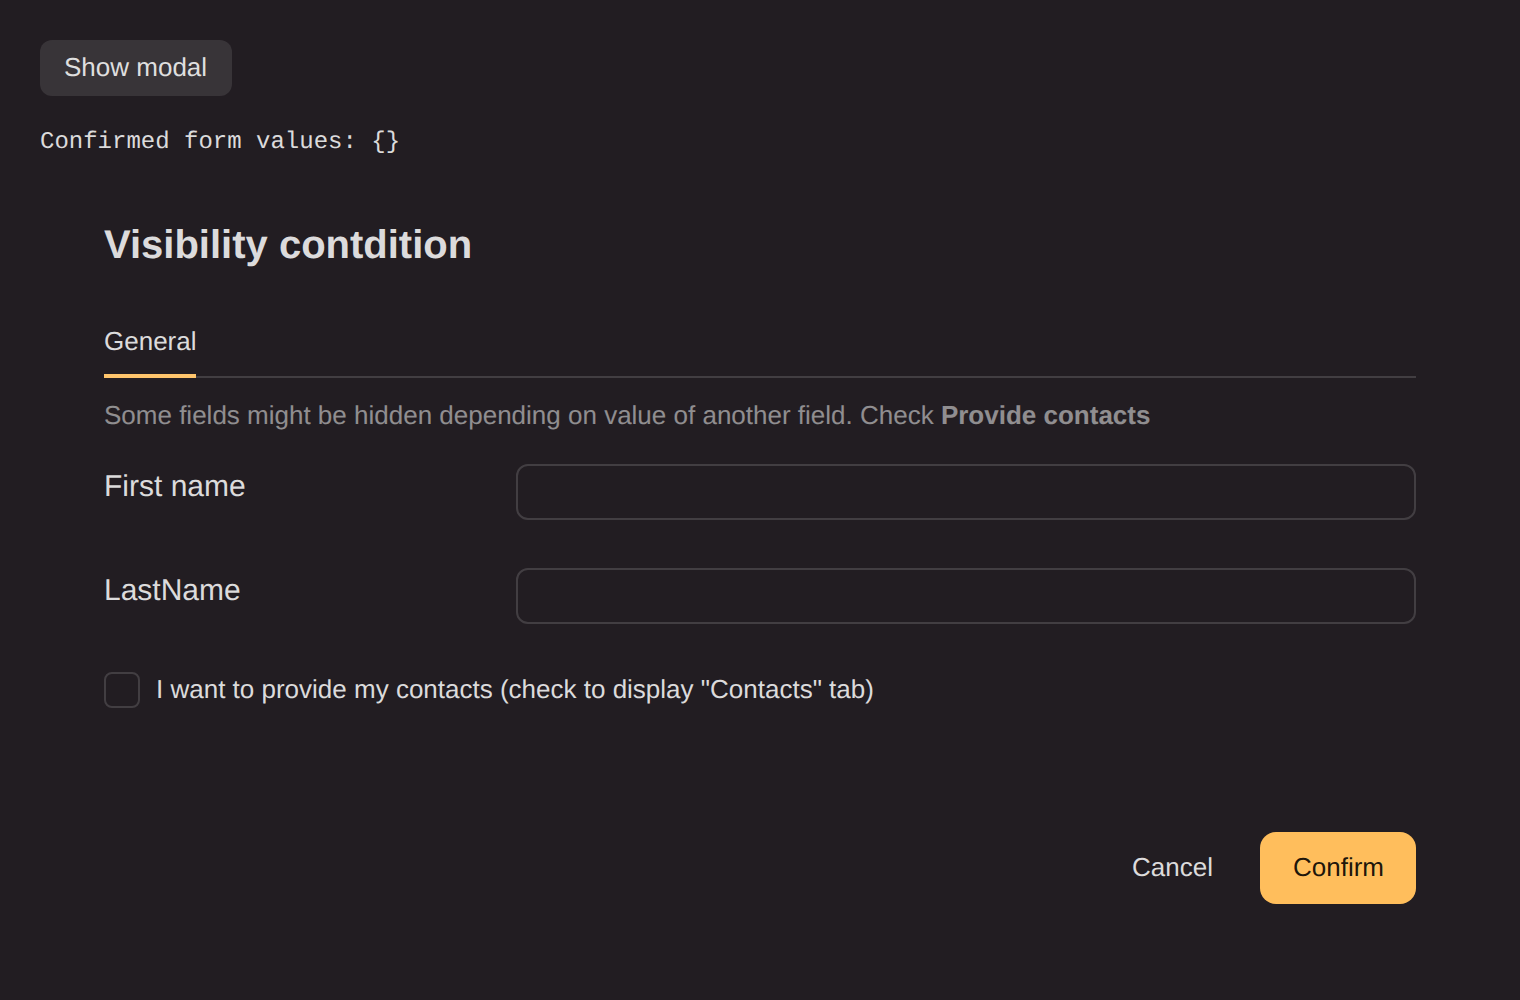 Show modal
Confirmed form values: {}
Visibility contdition
General
Some fields might be hidden depending on value of another field. Check Provide contacts
First name
LastName
I want to provide my contacts (check to display "Contacts" tab)
Cancel
Confirm